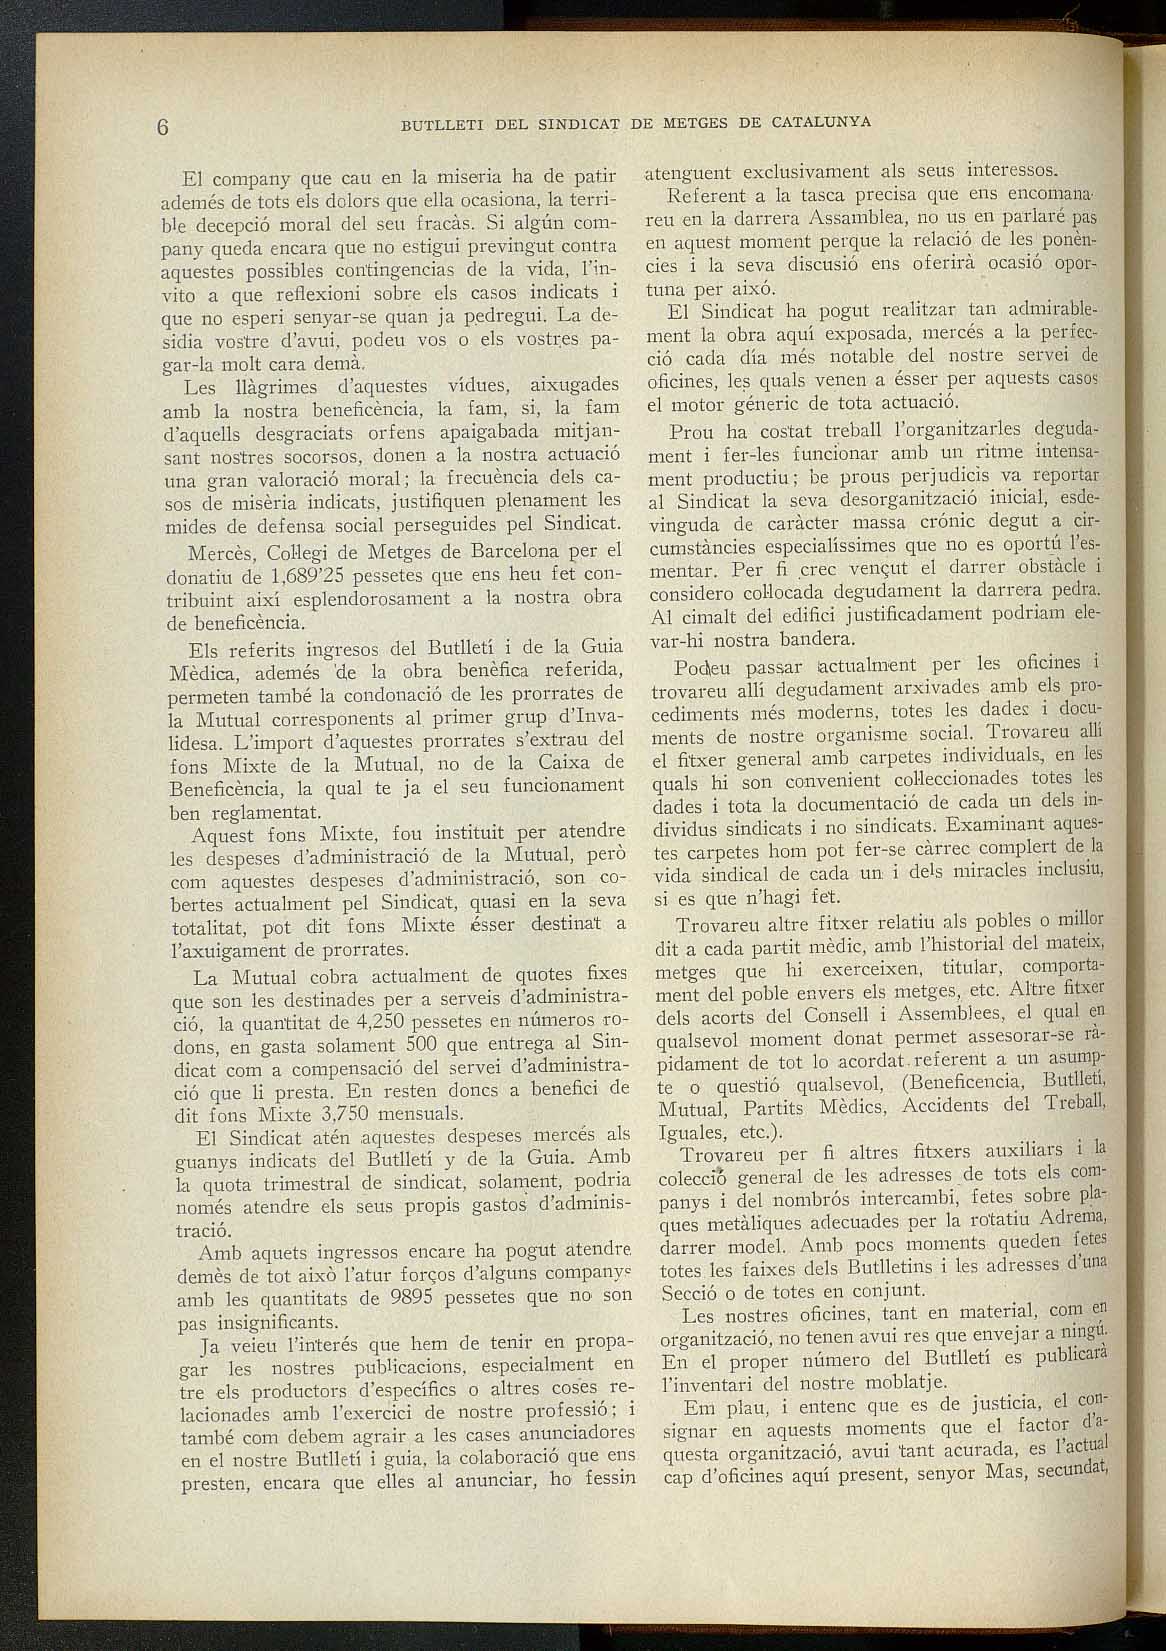 6
BUTLLETI DEL SINDICAT DE METGES DE CATALUNYA
El company que cau en la miseria ha de patir
ademés de tots els dolors que ella ocasiona, la terri-
ble decepció moral del seu fracàs. Si algún com-
pany queda encara que no estigui previngut contra
aquestes possibles contingencias de la vida, l'in-
vito a que reflexioni sobre els casos indicats i
que no esperi senyar-se quan ja pedregui. La de-
sidia vostre d'avui, podeu vos o els vostres pa-
gar-la molt cara demà.
Les llàgrimes d'aquestes vídues, aixugades
amb la nostra beneficència, la fam, si, la fam
d'aquells desgraciats orfens apaigabada mitjan-
sant nostres socorsos, donen a la nostra actuació
una gran valoració moral; la frecuència dels ca-
sos de misèria indicats, justifiquen plenament les
mides de defensa social perseguides pel Sindicat.
Mercès, Col·legi de Metges de Barcelona per el
donatiu de 1,689'25 pessetes que ens heu fet con-
tribuint així esplendorosament a la nostra obra
de beneficència.
Els referits ingresos del Butlletí i de la Guia
Mèdica, ademés de la obra benèfica referida,
permeten també la condonació de les prorrates de
la Mutual corresponents al primer grup d'Inva-
lidesa. L'import d'aquestes prorrates s'extrau del
fons Mixte de la Mutual, no de la Caixa de
Beneficència, la qual te ja el seu funcionament
ben reglamentat.
Aquest fons Mixte, fou instituit per atendre
les despeses d'administració de la Mutual, però
com aquestes despeses d'administració, son co-
bertes actualment pel Sindicat, quasi en la seva
totalitat, pot dit fons Mixte ésser destinat a
l'axuigament de prorrates.
La Mutual cobra actualment de quotes fixes
que son les destinades per a serveis d'administra-
ció, la quantitat de 4,250 pessetes en números ro-
dons, en gasta solament 500 que entrega al Sin-
dicat com a compensació del servei d'administra-
ció que li presta. En resten doncs a benefici de
dit fons Mixte 3,750 mensuals.
El Sindicat atén aquestes despeses mercés als
guanys indicats del Butlletí y de la Guia. Amb
la quota trimestral de sindicat, solament, podria
només atendre els seus propis gastos d'adminis-
tració.
Amb aquets ingressos encare ha pogut atendre
demès de tot això l'atur forços d'alguns companys
amb les quantitats de 9895 pessetes que no son
pas insignificants.
Ja veieu l'interés que hem de tenir en propa-
gar les nostres publicacions, especialment en
tre els productors d'específics o altres coses re-
lacionades amb l'exercici de nostre professió; i
també com debem agrair a les cases anunciadores
en el nostre Butlletí i guia, la colaboració que ens
presten, encara que elles al anunciar, ho fessin
atenguent exclusivament als seus interessos.
Referent a la tasca precisa que ens encomana-
reu en la darrera Assamblea, no us en parlaré pas
en aquest moment perque la relació de les ponèn-
cies i la seva discusió ens oferirà ocasió opor-
tuna per aixó.
El Sindicat ha pogut realitzar tan admirable-
ment la obra aquí exposada, mercés a la perfec-
ció cada día més notable del nostre servei de
oficines, les quals venen a ésser per aquests casos
el motor géneric de tota actuació.
Prou ha costat treball l'organitzarles deguda-
ment i fer-les funcionar amb un ritme intensa-
ment productiu; be prous perjudicis va reportar
al Sindicat la seva desorganització inicial, esde-
vinguda de caràcter massa crónic degut a cir-
cumstàncies especialíssimes que no es oportú l'es-
mentar. Per fi crec vençut el darrer obstàcle i
considero col·locada degudament la darrera pedra.
Al cimalt del edifici justificadament podriam ele-
var-hi nostra bandera.
Podeu passar actualment per les oficines i
trovareu allí degudament arxivades amb els pro-
cediments més moderns, totes les dades i docu-
ments de nostre organisme social. Trovareu allí
el fitxer general amb carpetes individuals, en les
quals hi son convenient col·leccionades totes les
dades i tota la documentació de cada un dels in-
dividus sindicats i no sindicats. Examinant aques-
tes carpetes hom pot fer-se càrrec complert de la
vida sindical de cada un i dels miracles inclusiu,
si es que n'hagi fet.
Trovareu altre fitxer relatiu als pobles o millor
dit a cada partit mèdic, amb l'historial del mateix,
metges que hi exerceixen, titular, comporta-
ment del poble envers els metges, etc. Altre fitxer
dels acorts del Consell i Assemblees, el qual en
qualsevol moment donat permet assesorar-se rà-
pidament de tot lo acordat referent a un asump-
te o questió qualsevol, (Beneficencia, Butlletí,
Mutual, Partits Mèdics, Accidents del Treball,
Iguales, etc.).
Trovareu per fi altres fitxers auxiliars i la
colecció general de les adresses de tots els com-
panys i del nombrós intercambi, fetes sobre pla-
ques metàliques adecuades per la rotatiu Adrema,
darrer model. Amb pocs moments queden fetes
totes les faixes dels Butlletins i les adresses d'una
Secció o de totes en conjunt.
Les nostres oficines, tant en material, com en
organització, no tenen avui res que envejar a ningú.
En el proper número del Butlletí es publicarà
l'inventari del nostre moblatje.
Em plau, i entenc que es de justicia, el con-
signar en aquests moments que el factor d'a-
questa organització, avui tant acurada, es l'actual
cap d'oficines aquí present, senyor Mas, secundat,